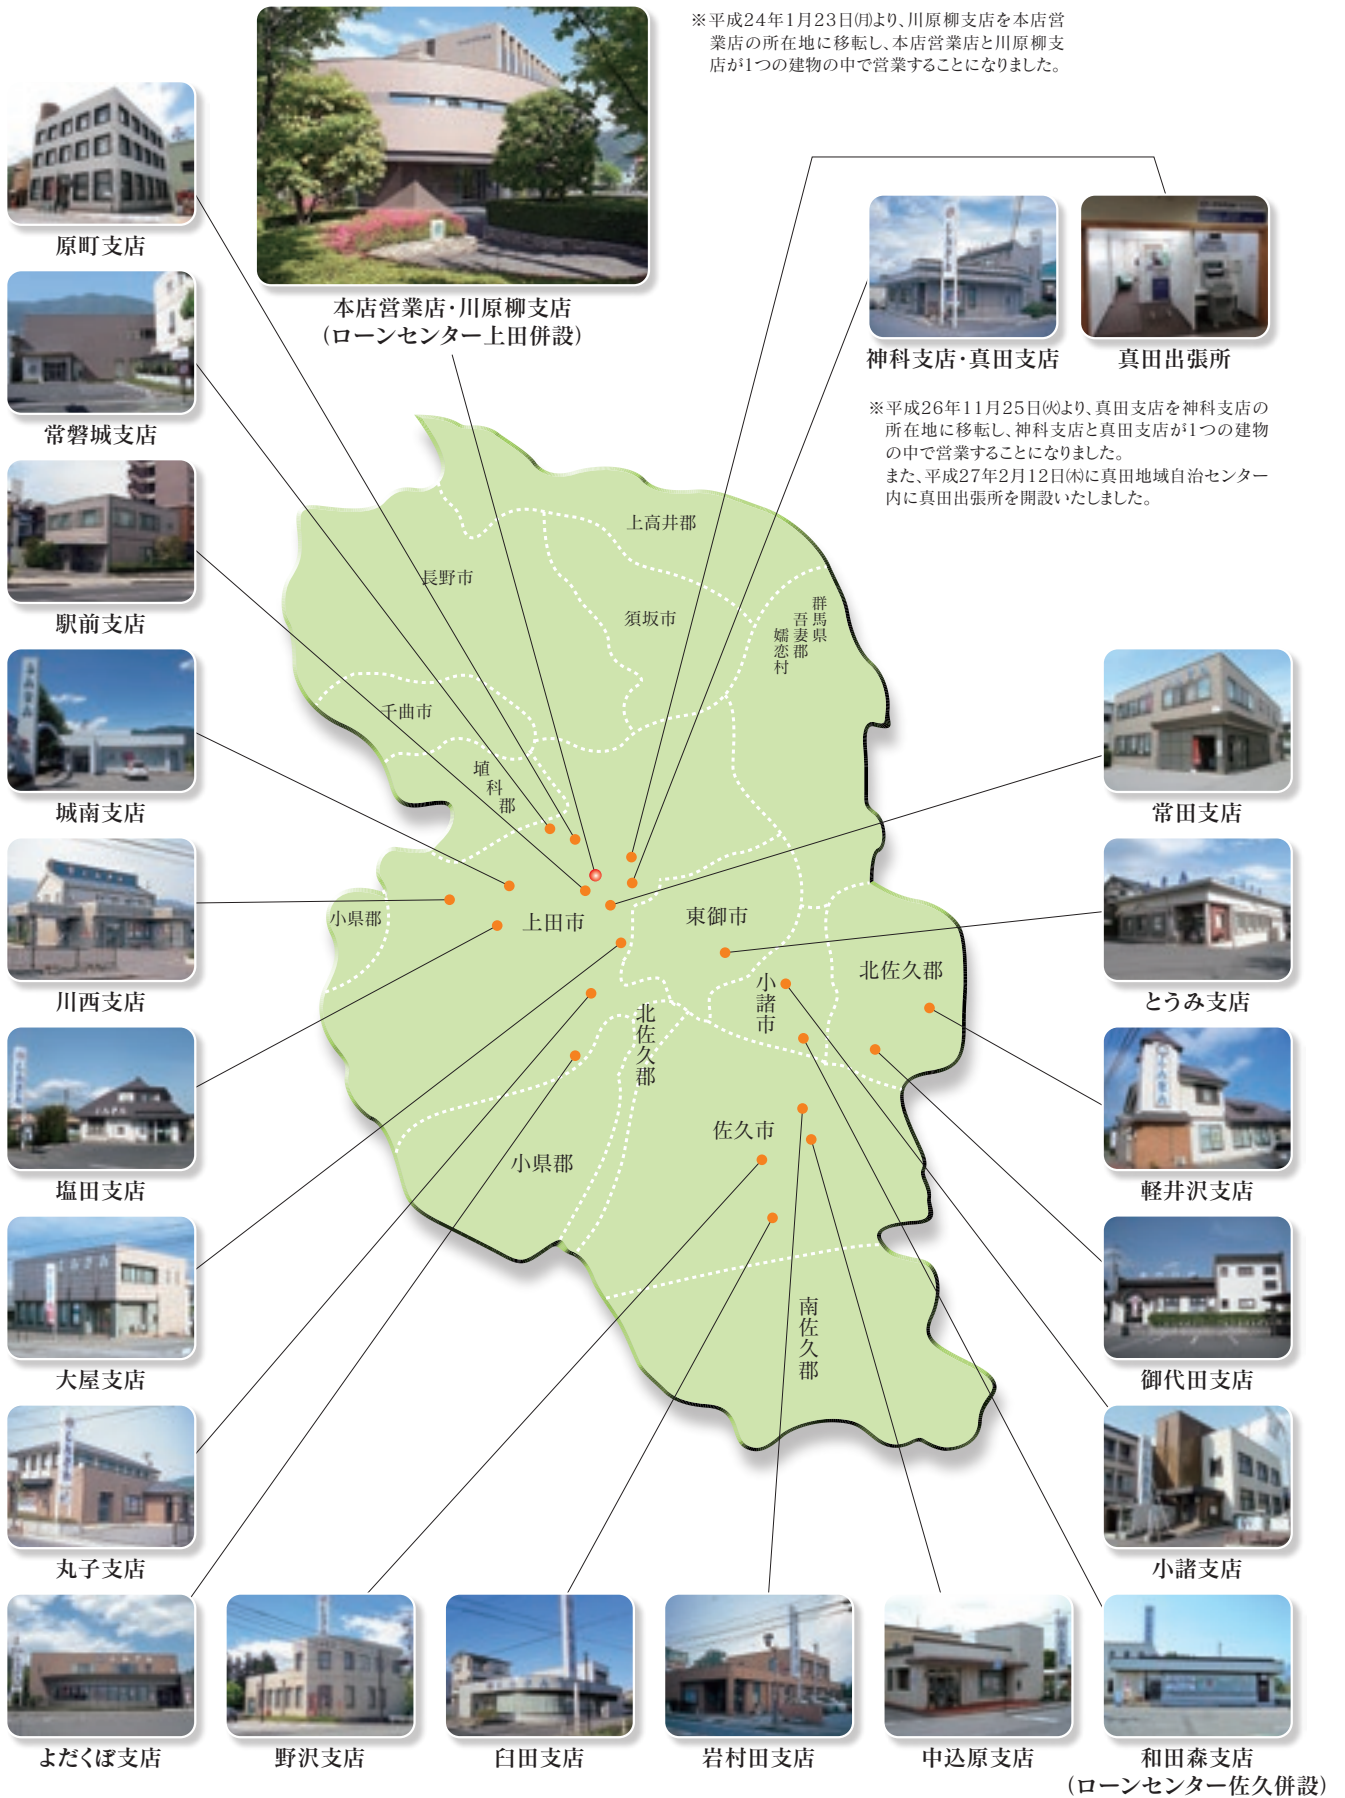 ※平成24年1月23日㈪より、川原柳支店を本店営
業店の所在地に移転し、本店営業店と川原柳支
店が1つの建物の中で営業することになりました。
原町支店
本店営業店・川原柳支店
(ローンセンター上田併設)
神科支店・真田支店
真田出張所
※平成26年11月25日㈫より、真田支店を神科支店の
所在地に移転し、神科支店と真田支店が1つの建物
の中で営業することになりました。
また、平成27年2月12日㈭に真田地域自治センター
内に真田出張所を開設いたしました。
常磐城支店
駅前支店
城南支店
川西支店
塩田支店
大屋支店
丸子支店
上高井郡
長野市
須坂市
群馬県
吾妻郡
嬬恋村
千曲市
埴科郡
小県郡
上田市
東御市
北佐久郡
小諸市
北佐久郡
佐久市
小県郡
南佐久郡
常田支店
とうみ支店
軽井沢支店
御代田支店
小諸支店
よだくぼ支店
野沢支店
臼田支店
岩村田支店
中込原支店
和田森支店
(ローンセンター佐久併設)